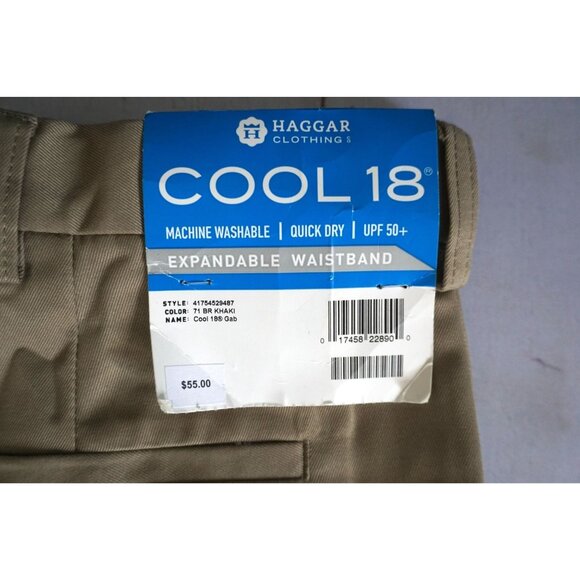 HAGGAR
CLOTHING Co
COOL 18®
MACHINE WASHABLE | QUICK DRY | UPF 50+
EXPANDABLE WAISTBAND
STYLE: 41754529487
COLOR: 71 BR KHAKI
NAME: Cool 18® Gab
0 17458 22890 0
$55.00